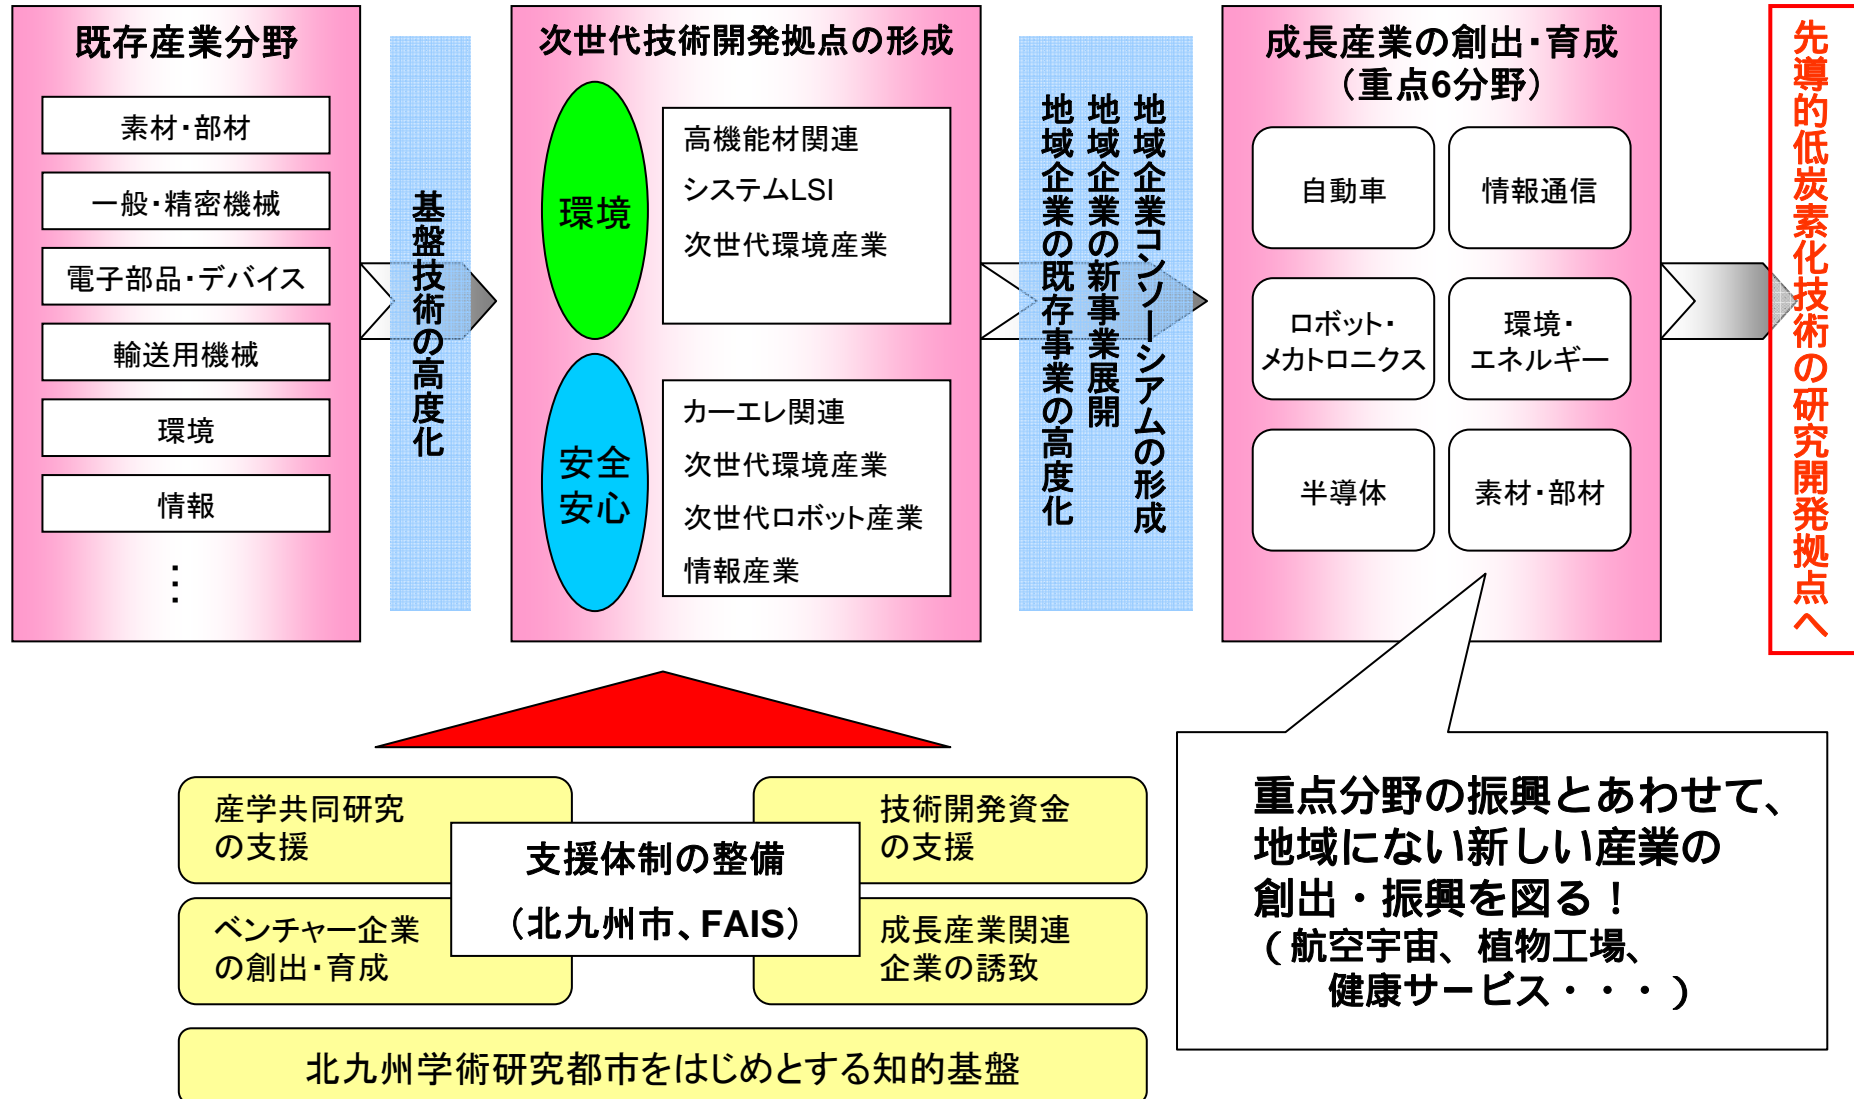 既存産業分野
素材・部材
一般・精密機械
電子部品・デバイス
輸送用機械
環境
情報
⋮
基盤技術の高度化
次世代技術開発拠点の形成
環境
高機能材関連
システムLSI
次世代環境産業
安全
安心
カーエレ関連
次世代環境産業
次世代ロボット産業
情報産業
地域企業コンソーシアムの形成
地域企業の新事業展開
地域企業の既存事業の高度化
成長産業の創出・育成
（重点6分野）
自動車
情報通信
ロボット・
メカトロニクス
環境・
エネルギー
半導体
素材・部材
先導的低炭素化技術の研究開発拠点へ
産学共同研究
の支援
技術開発資金
の支援
支援体制の整備
（北九州市、FAIS）
ベンチャー企業
の創出・育成
成長産業関連
企業の誘致
北九州学術研究都市をはじめとする知的基盤
重点分野の振興とあわせて、
地域にない新しい産業の
創出・振興を図る！
（航空宇宙、植物工場、
健康サービス・・・）